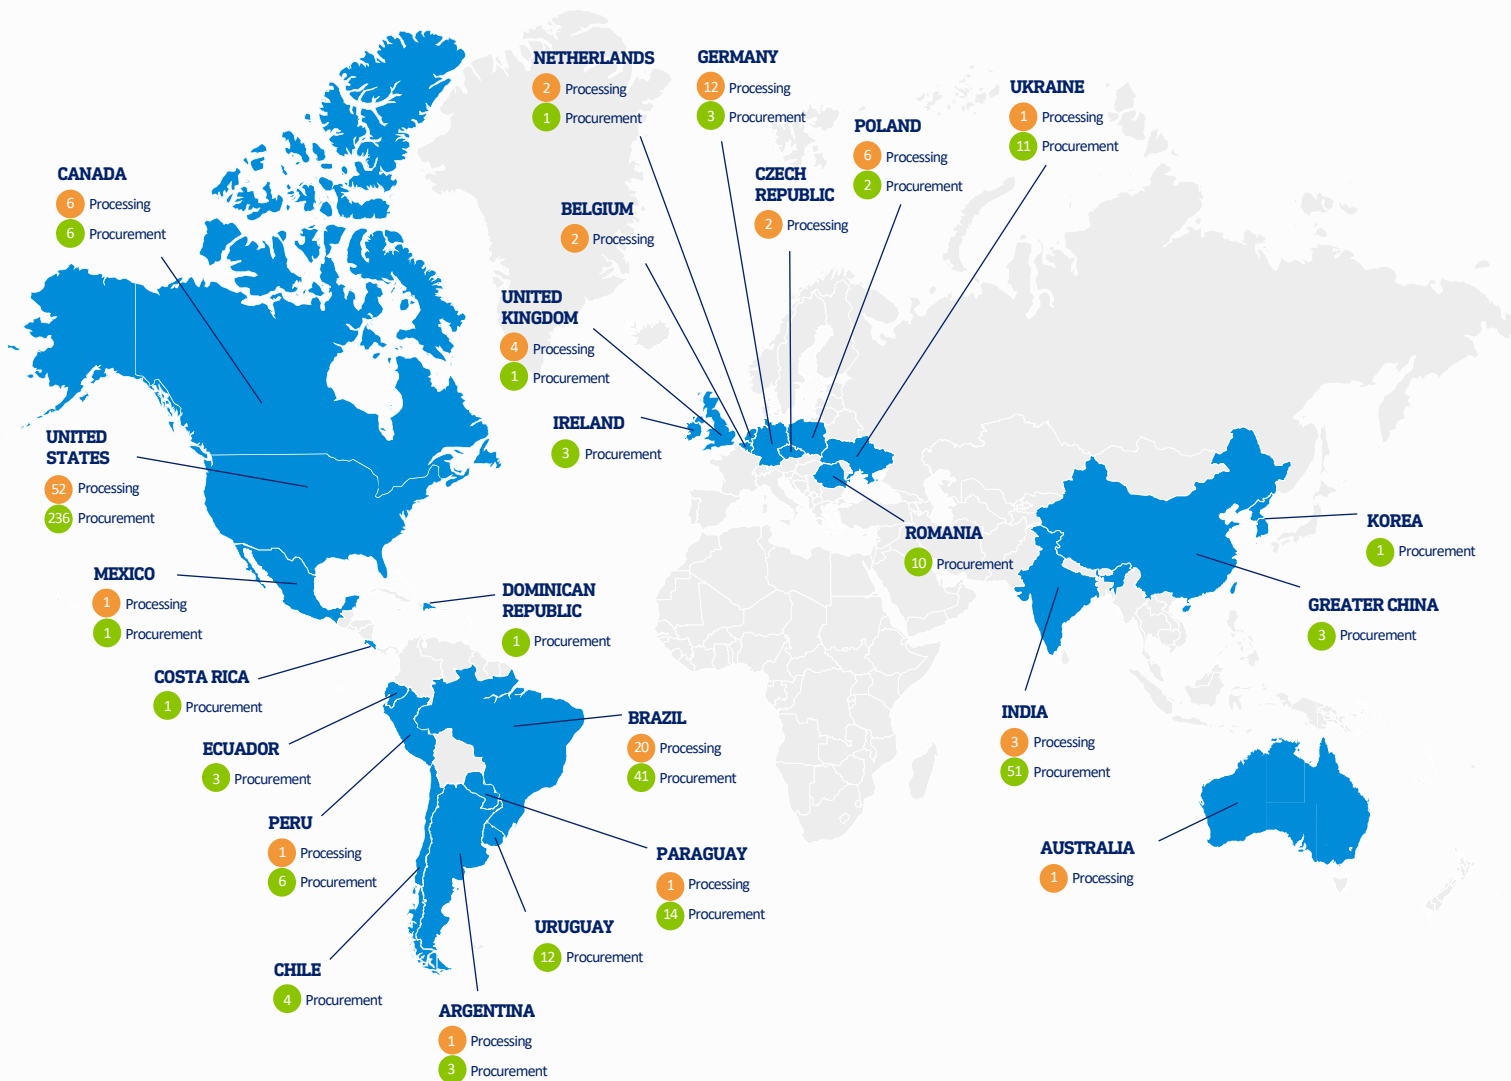 NETHERLANDS
2 Processing
1 Procurement
GERMANY
12 Processing
3 Procurement
UKRAINE
1 Processing
11 Procurement
POLAND
6 Processing
2 Procurement
CZECH
REPUBLIC
2 Processing
CANADA
6 Processing
6 Procurement
BELGIUM
2 Processing
UNITED
KINGDOM
4 Processing
1 Procurement
IRELAND
3 Procurement
UNITED
STATES
52 Processing
236 Procurement
ROMANIA
10 Procurement
KOREA
1 Procurement
MEXICO
1 Processing
1 Procurement
DOMINICAN
REPUBLIC
1 Procurement
GREATER CHINA
3 Procurement
COSTA RICA
1 Procurement
BRAZIL
20 Processing
41 Procurement
INDIA
3 Processing
51 Procurement
ECUADOR
3 Procurement
PERU
1 Processing
6 Procurement
PARAGUAY
1 Processing
14 Procurement
AUSTRALIA
1 Processing
URUGUAY
12 Procurement
CHILE
4 Procurement
ARGENTINA
1 Processing
3 Procurement